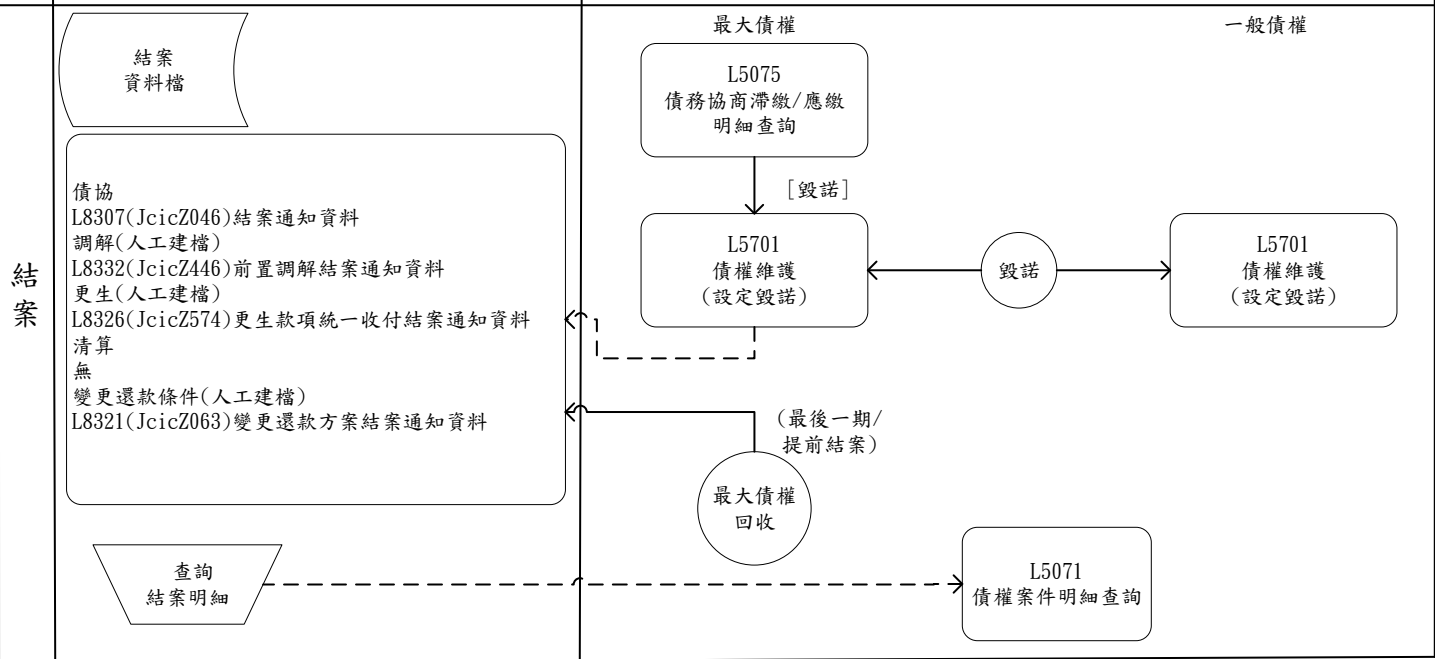 結
案
結案
資料檔
債協
L8307(JcicZ046)結案通知資料
調解(人工建檔)
L8332(JcicZ446)前置調解結案通知資料
更生(人工建檔)
L8326(JcicZ574)更生款項統一收付結案通知資料
清算
無
變更還款條件(人工建檔)
L8321(JcicZ063)變更還款方案結案通知資料
查詢
結案明細
最大債權
一般債權
L5075
債務協商滯繳/應繳
明細查詢
[毀諾]
L5701
債權維護
(設定毀諾)
毀諾
L5701
債權維護
(設定毀諾)
(最後一期/
提前結案)
最大債權
回收
L5071
債權案件明細查詢